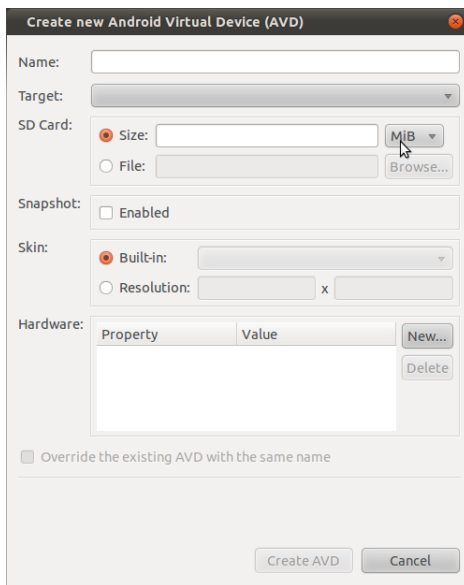 Create new Android Virtual Device (AVD)
Name:
Target:
SD Card:
Size:
MiB
File:
Browse...
Snapshot:
Enabled
Skin:
Built-in:
Resolution:
x
Hardware:
Property Value
New...
Delete
Override the existing AVD with the same name
Create AVD Cancel